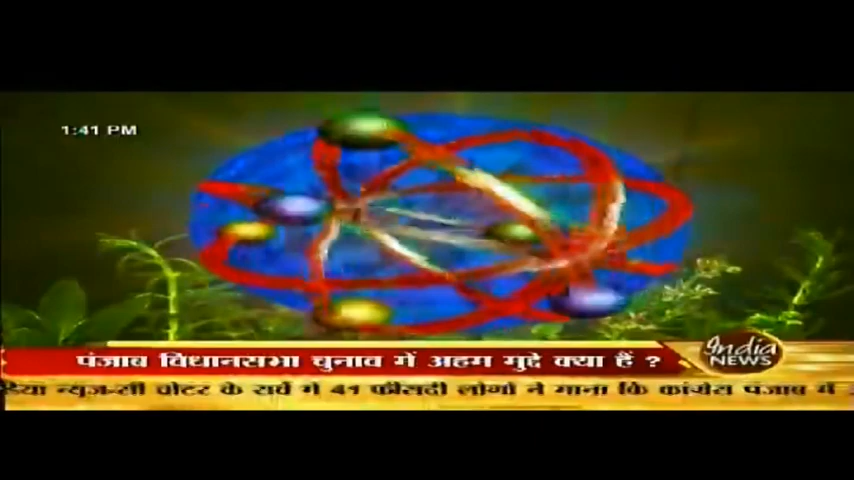 1:41 PM
पंजाब विधानसभा चुनाव में अहम मुद्दे क्या हैं ?
India
NEWS
न्यूज-सी वोटर के सर्वे में 41 फीसदी लोगों ने माना कि कांग्रेस पंजाब में